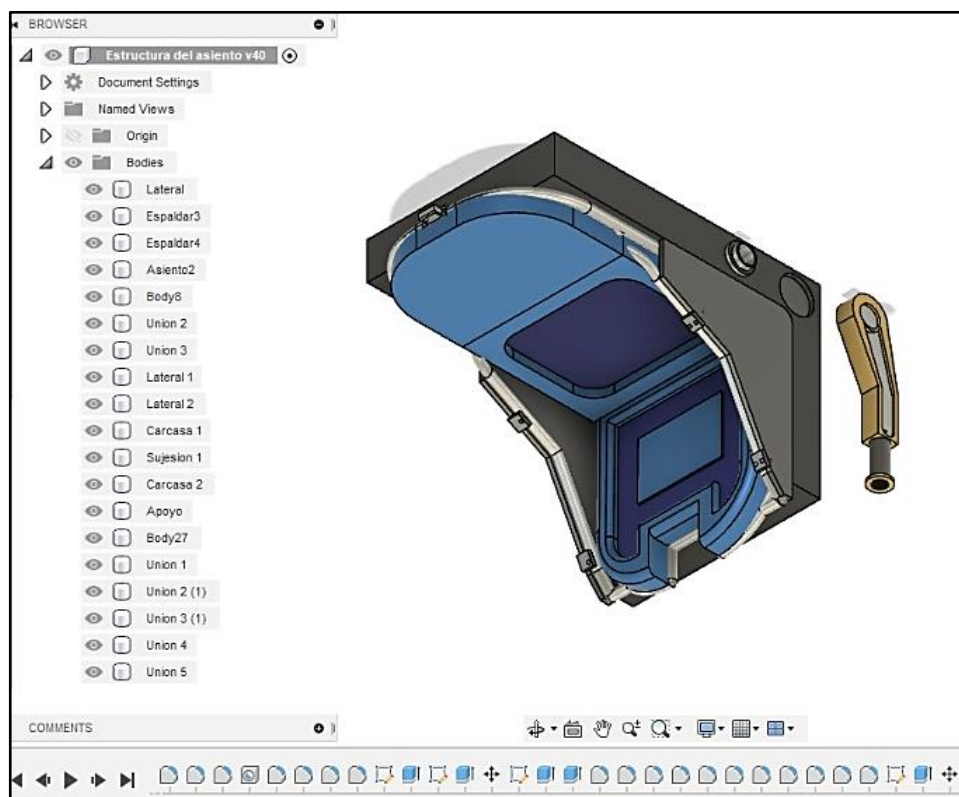 BROWSER
Estructura del asiento v40
Document Settings
Named Views
Origin
Bodies
Lateral
Espaldar3
Espaldar4
Asiento2
Body8
Union 2
Union 3
Lateral 1
Lateral 2
Carcasa 1
Sujesion 1
Carcasa 2
Apoyo
Body27
Union 1
Union 2 (1)
Union 3 (1)
Union 4
Union 5
COMMENTS